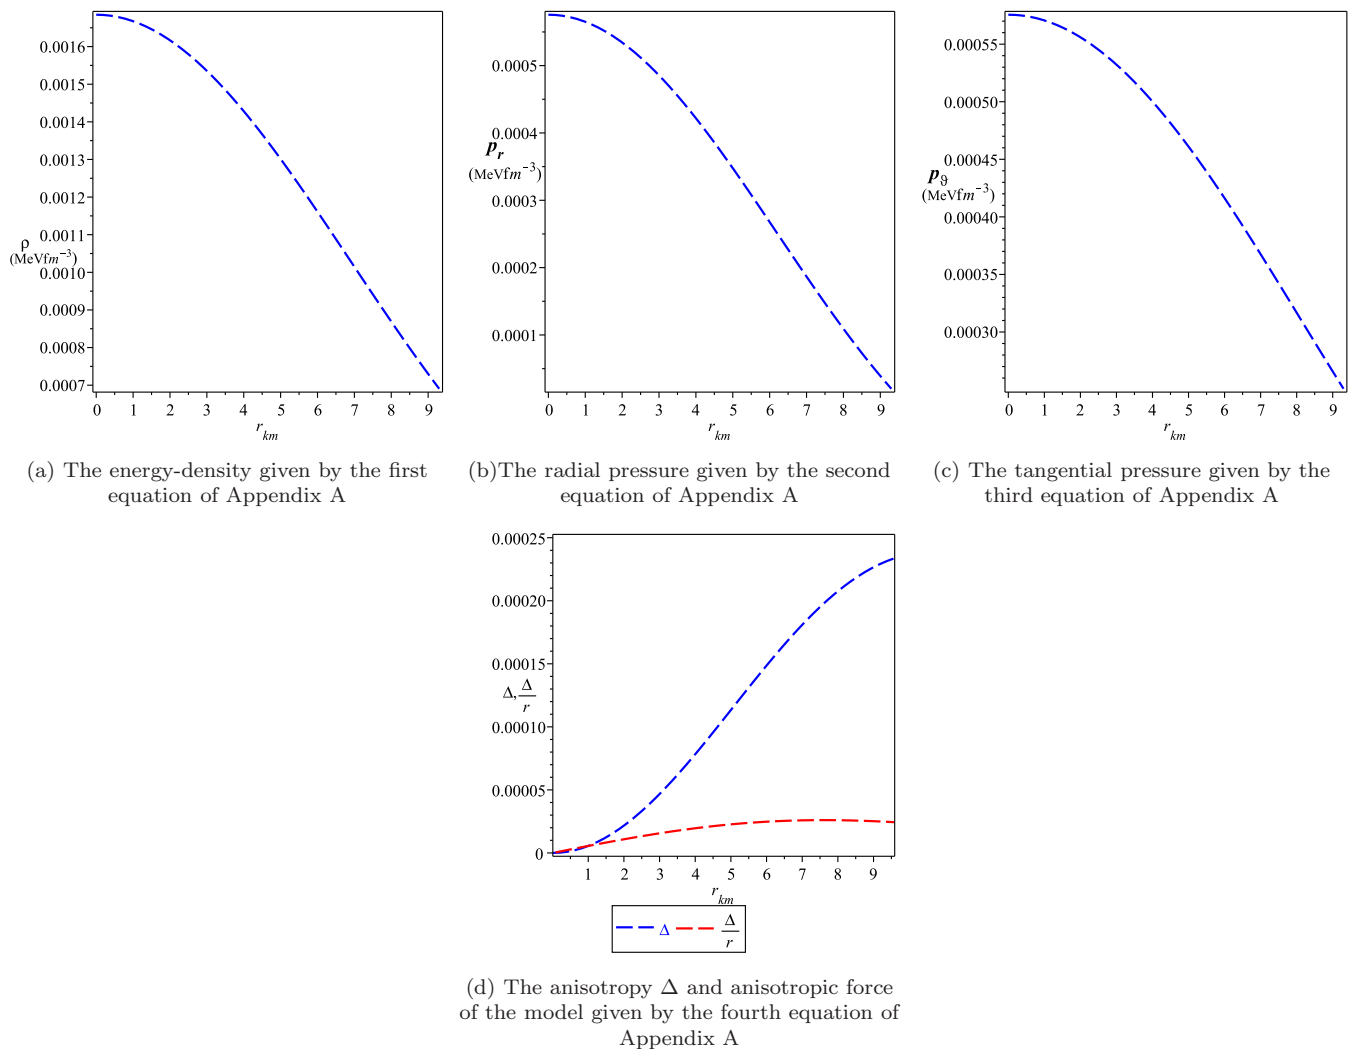 0.0016
0.0015
0.0014
0.0013
0.0012
0.0011
ρ
(MeVfm⁻³)
0.0010
0.0009
0.0008
0.0007
0 1 2 3 4 5 6 7 8 9
r_km
(a) The energy-density given by the first
equation of Appendix A
0.0005
0.0004
p_r
(MeVfm⁻³)
0.0003
0.0002
0.0001
0 1 2 3 4 5 6 7 8 9
r_km
(b)The radial pressure given by the second
equation of Appendix A
0.00055
0.00050
0.00045
p_ϑ
(MeVfm⁻³)
0.00040
0.00035
0.00030
0 1 2 3 4 5 6 7 8 9
r_km
(c) The tangential pressure given by the
third equation of Appendix A
0.00025
0.00020
0.00015
Δ, Δ/r
0.00010
0.00005
0
1 2 3 4 5 6 7 8 9
r_km
Δ Δ/r
(d) The anisotropy Δ and anisotropic force
of the model given by the fourth equation of
Appendix A